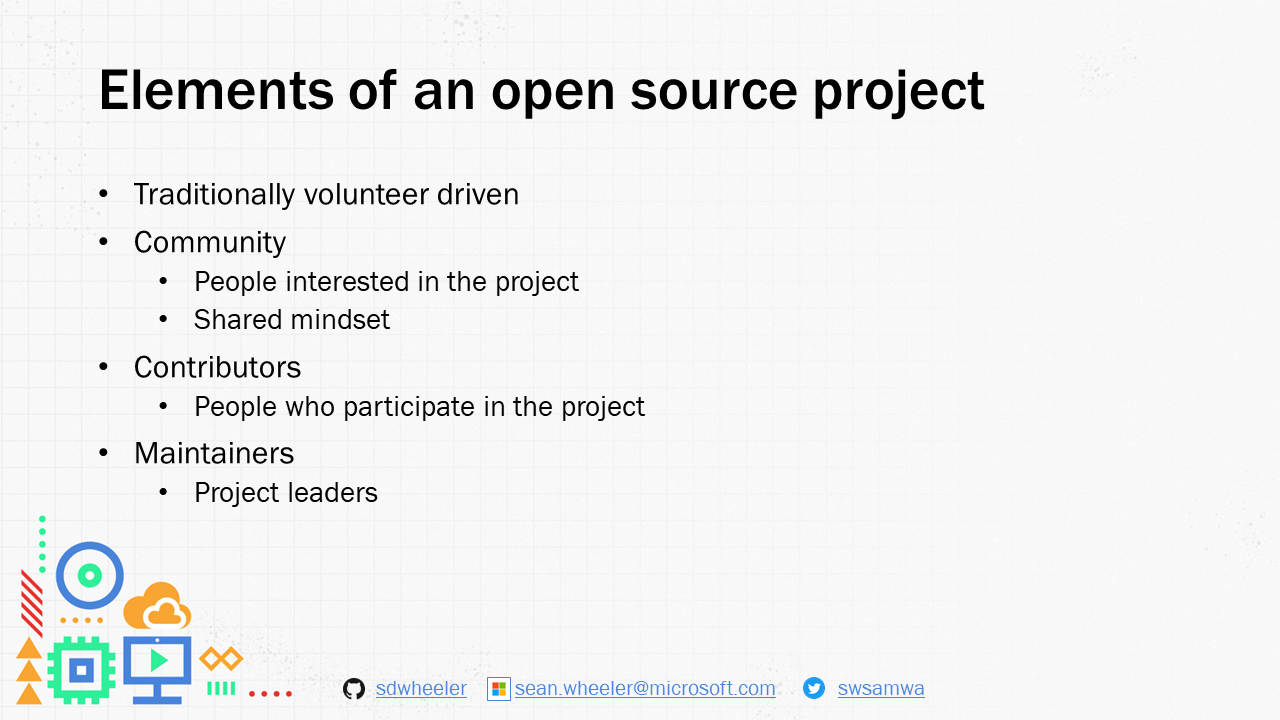 Elements of an open source project
• Traditionally volunteer driven
• Community
• People interested in the project
• Shared mindset
• Contributors
• People who participate in the project
• Maintainers
• Project leaders
sdwheeler sean.wheeler@microsoft.com swsamwa